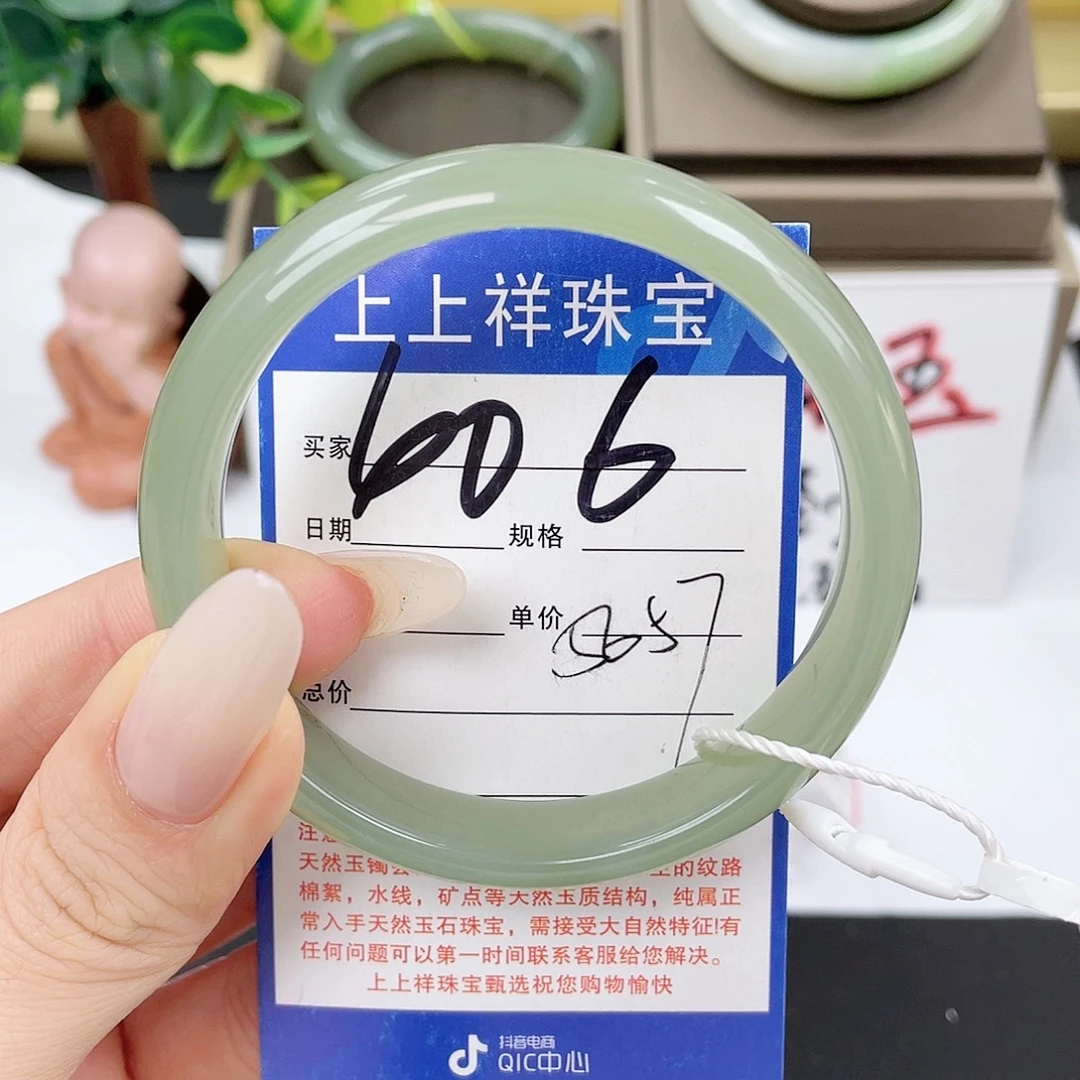 上上祥珠宝
606
买家
日期 规格
单价
总价
天然玉镯 的纹路
棉絮，水线，矿点等天然玉质结构，纯属正
常入手天然玉石珠宝，需接受大自然特征!有
任何问题可以第一时间联系客服给您解决。
上上祥珠宝甄选祝您购物愉快
抖音电商
QIC中心